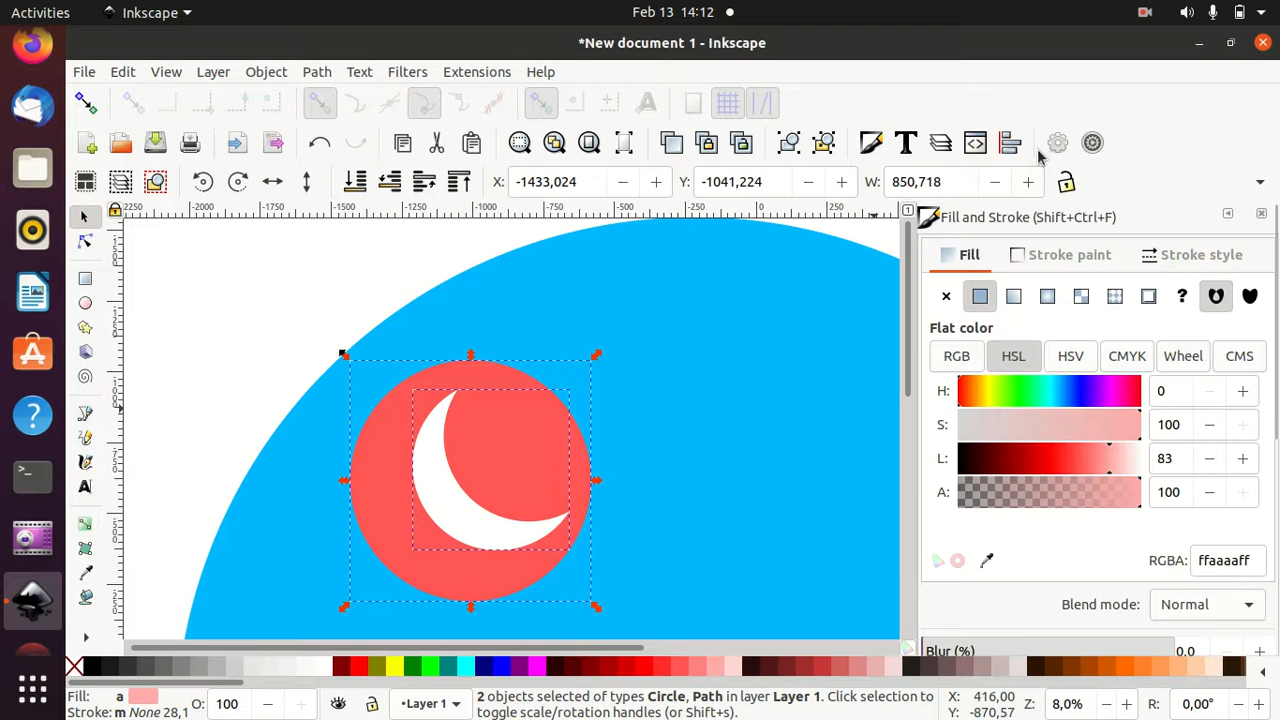 Activities Inkscape Feb 13 14:12
*New document 1 - Inkscape
File Edit View Layer Object Path Text Filters Extensions Help
X: -1433,024 Y: -1041,224 W: 850,718
2250 -2000 -1750 -1500 -1250 -1000 -750 -500 -250 0 250 1
Fill and Stroke (Shift+Ctrl+F)
Fill Stroke paint Stroke style
Flat color
RGB HSL HSV CMYK Wheel CMS
H: 0
S: 100
L: 83
A: 100
RGBA: ffaaaaff
Blend mode: Normal
Blur (%) 0.0
Fill: a O: 100 •Layer 1 2 objects selected of types Circle, Path in layer Layer 1. Click selection to toggle scale/rotation handles (or Shift+s). X: 416,00 Z: 8,0% R: 0,00°
Stroke: m None 28,1 Y: -870,57